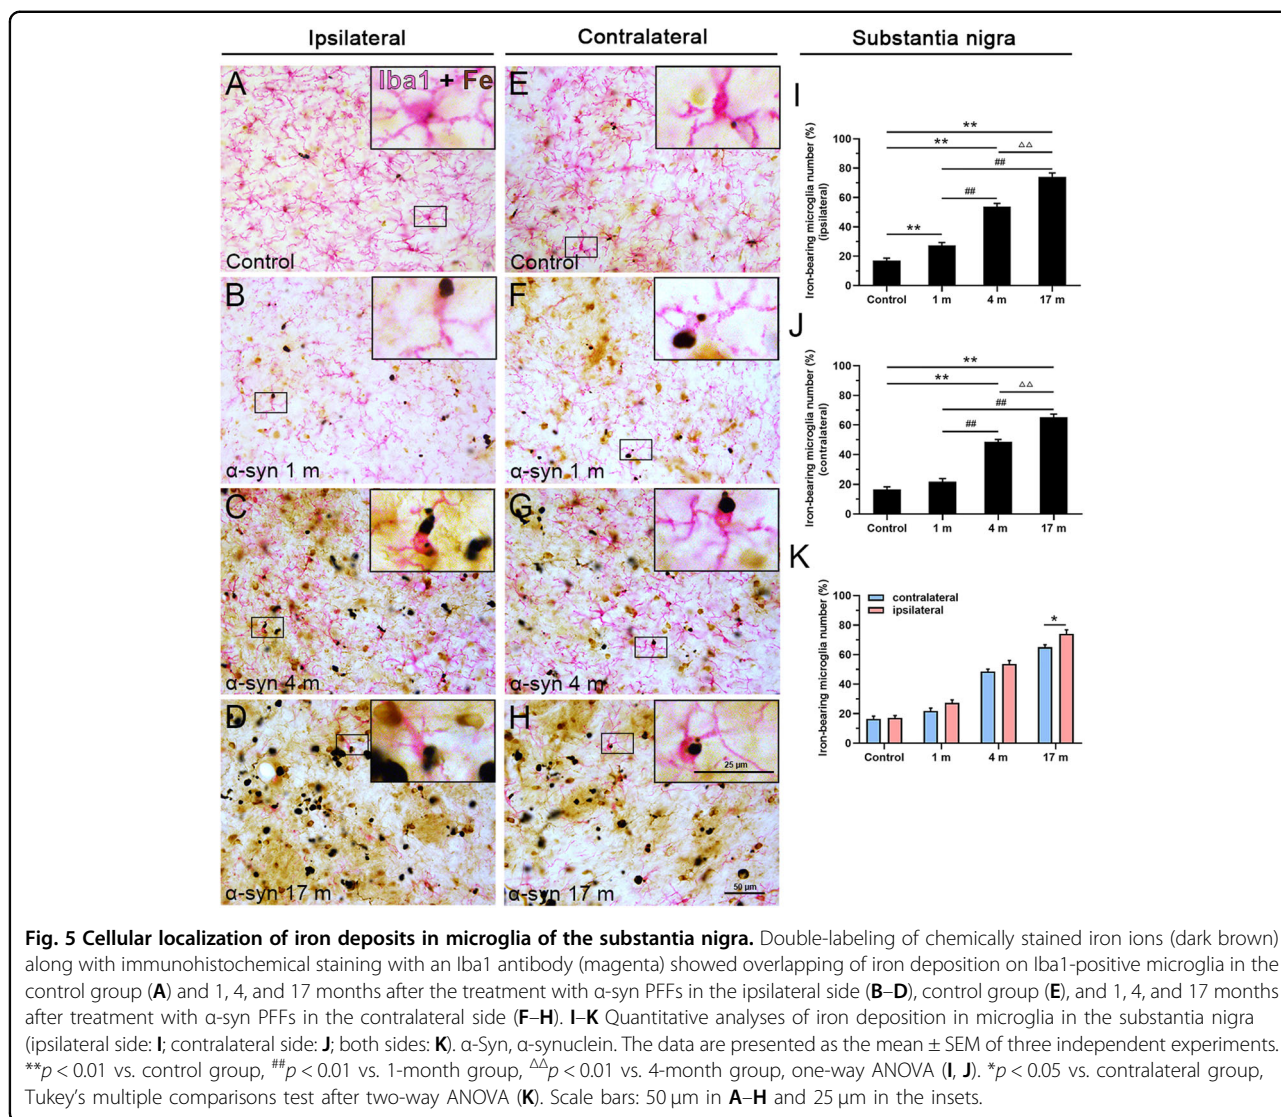 Ipsilateral
Contralateral
Substantia nigra
A
Iba1 + Fe
Control
B
α-syn 1 m
C
α-syn 4 m
D
α-syn 17 m
E
Control
F
α-syn 1 m
G
α-syn 4 m
H
25 μm
α-syn 17 m
50 μm
I
Iron-bearing microglia number (%)
(ipsilateral)
100
80
60
40
20
0
**
**
△△
##
##
**
Control 1 m 4 m 17 m
J
Iron-bearing microglia number (%)
(contralateral)
100
80
60
40
20
0
**
**
△△
##
##
Control 1 m 4 m 17 m
K
Iron-bearing microglia number (%)
100
80
60
40
20
0
contralateral
ipsilateral
*
Control 1 m 4 m 17 m
Fig. 5 Cellular localization of iron deposits in microglia of the substantia nigra. Double-labeling of chemically stained iron ions (dark brown)
along with immunohistochemical staining with an Iba1 antibody (magenta) showed overlapping of iron deposition on Iba1-positive microglia in the
control group (A) and 1, 4, and 17 months after the treatment with α-syn PFFs in the ipsilateral side (B–D), control group (E), and 1, 4, and 17 months
after treatment with α-syn PFFs in the contralateral side (F–H). I–K Quantitative analyses of iron deposition in microglia in the substantia nigra
(ipsilateral side: I; contralateral side: J; both sides: K). α-Syn, α-synuclein. The data are presented as the mean ± SEM of three independent experiments.
**p < 0.01 vs. control group, ##p < 0.01 vs. 1-month group, △△p < 0.01 vs. 4-month group, one-way ANOVA (I, J). *p < 0.05 vs. contralateral group,
Tukey's multiple comparisons test after two-way ANOVA (K). Scale bars: 50 μm in A–H and 25 μm in the insets.